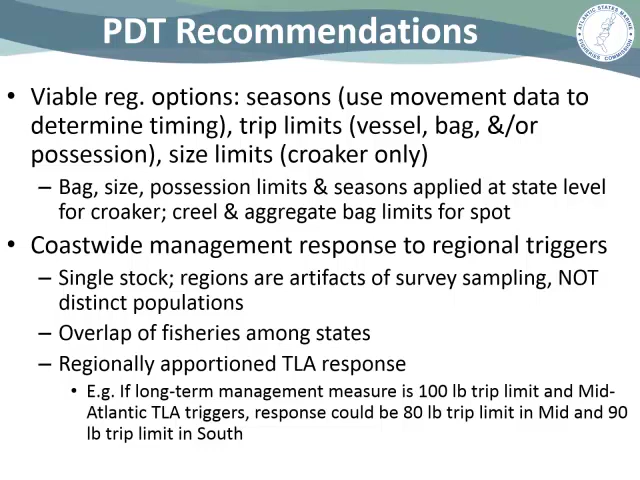 PDT Recommendations
ATLANTIC STATES MARINE
FISHERIES COMMISSION
• Viable reg. options: seasons (use movement data to
determine timing), trip limits (vessel, bag, &/or
possession), size limits (croaker only)
– Bag, size, possession limits & seasons applied at state level
for croaker; creel & aggregate bag limits for spot
• Coastwide management response to regional triggers
– Single stock; regions are artifacts of survey sampling, NOT
distinct populations
– Overlap of fisheries among states
– Regionally apportioned TLA response
• E.g. If long-term management measure is 100 lb trip limit and Mid-
Atlantic TLA triggers, response could be 80 lb trip limit in Mid and 90
lb trip limit in South